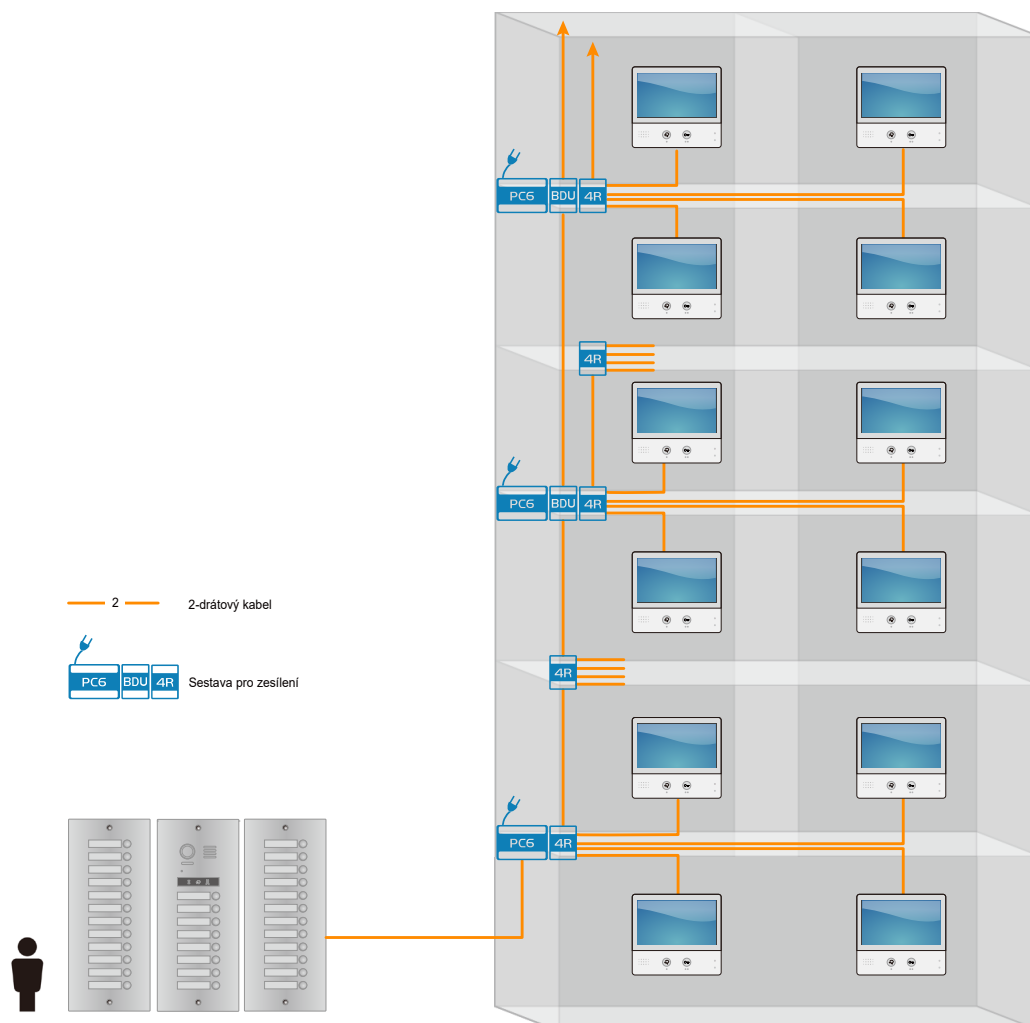 PC6 BDU 4R
4R
PC6 BDU 4R
2 2-drátový kabel
PC6 BDU 4R Sestava pro zesílení
4R
PC6 4R